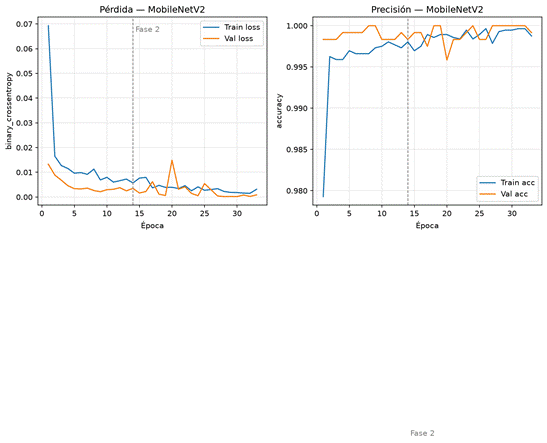 Pérdida — MobileNetV2
binary_crossentropy
0.07
0.06
0.05
0.04
0.03
0.02
0.01
0.00
Fase 2
Train loss
Val loss
0 5 10 15 20 25 30
Época
Precisión — MobileNetV2
accuracy
1.000
0.995
0.990
0.985
0.980
Train acc
Val acc
0 5 10 15 20 25 30
Época
Fase 2